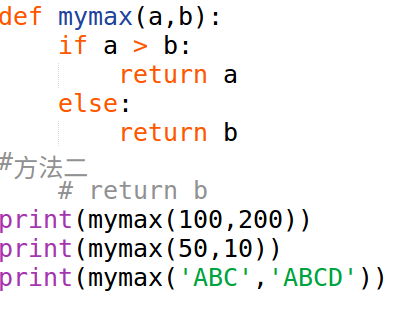 def mymax(a,b):
    if a > b:
        return a
    else:
        return b
#方法二
    # return b
print(mymax(100,200))
print(mymax(50,10))
print(mymax('ABC','ABCD'))